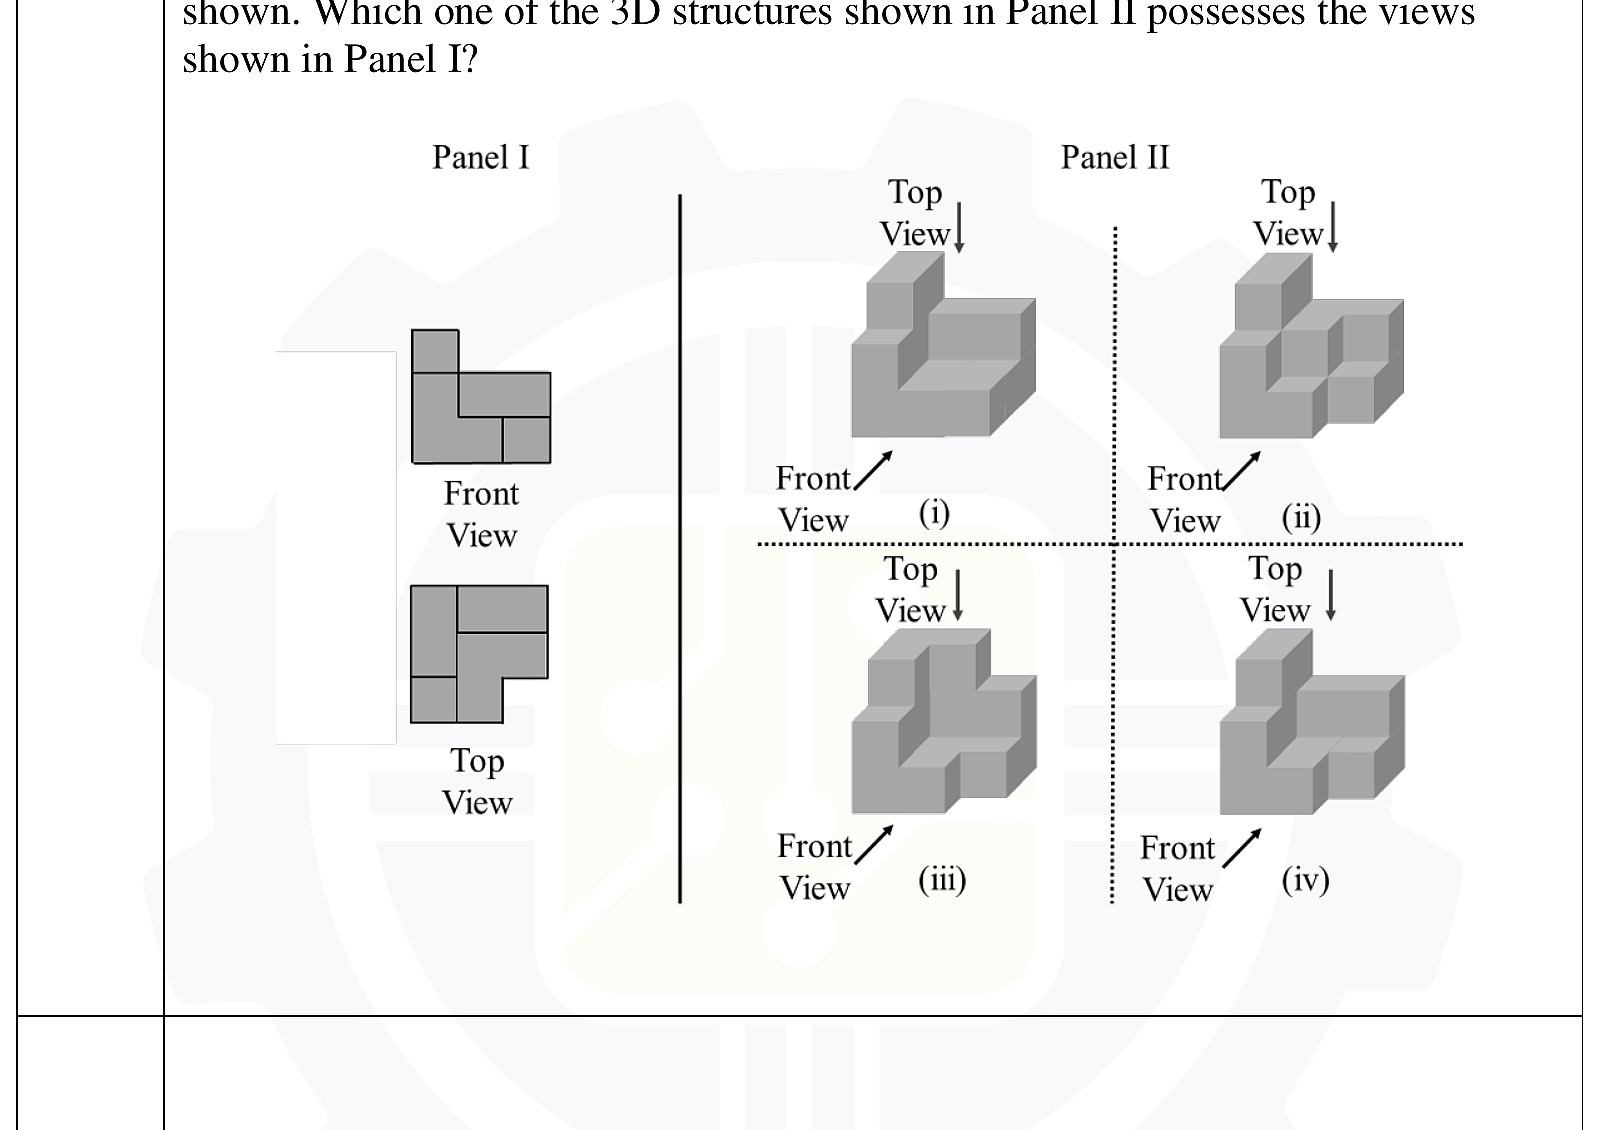 shown. Which one of the 3D structures shown in Panel II possesses the views
shown in Panel I?
Panel I
Panel II
Top
View
Top
View
Front
View
Front
View
(i)
Front
View
(ii)
Top
View
Top
View
Top
View
Front
View
(iii)
Front
View
(iv)